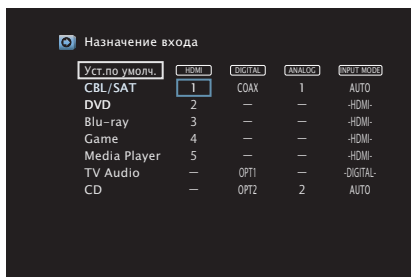 Назначение входа
Уст.по умолч. HDMI DIGITAL ANALOG INPUT MODE
CBL/SAT 1 COAX 1 AUTO
DVD 2 — — -HDMI-
Blu-ray 3 — — -HDMI-
Game 4 — — -HDMI-
Media Player 5 — — -HDMI-
TV Audio — OPT1 — -DIGITAL-
CD — OPT2 2 AUTO